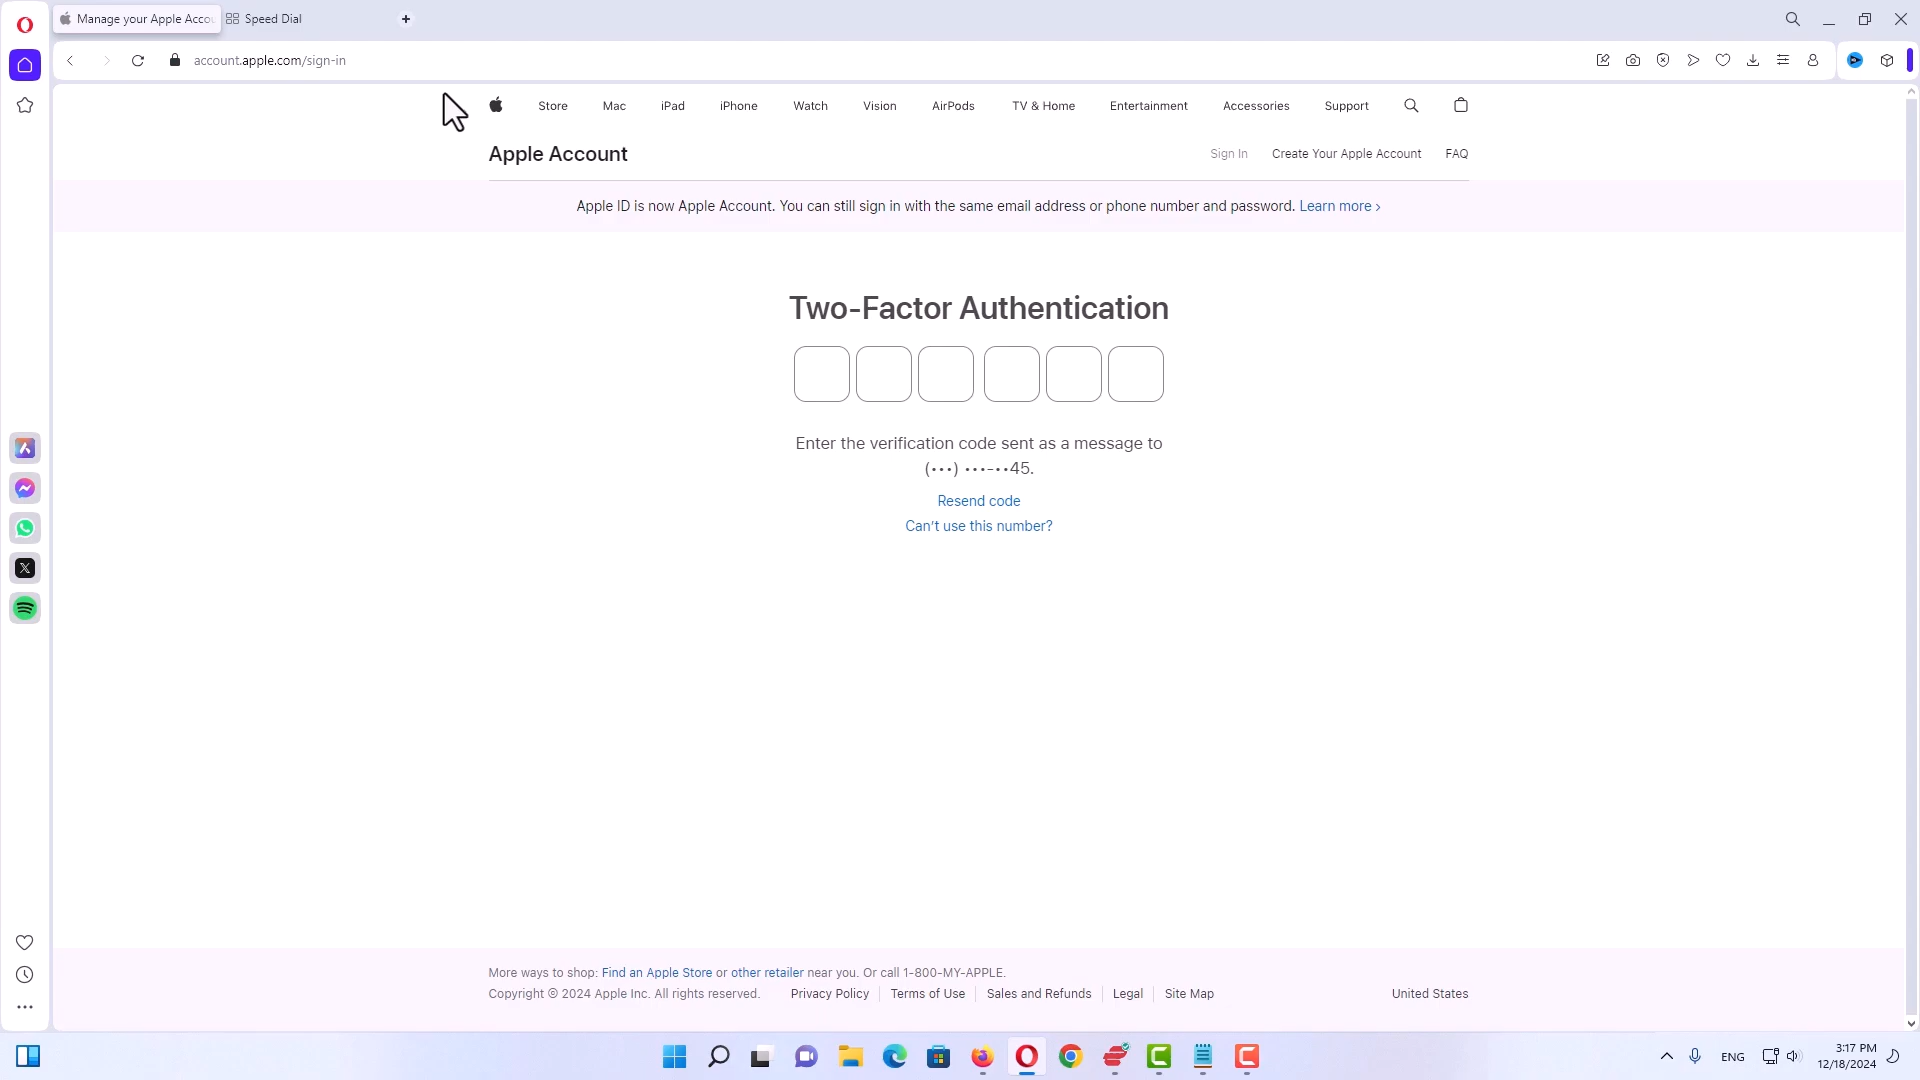 Manage your Apple Accou
Speed Dial
account.apple.com/sign-in
Store Mac iPad iPhone Watch Vision AirPods TV & Home Entertainment Accessories Support
Apple Account
Sign In Create Your Apple Account FAQ
Apple ID is now Apple Account. You can still sign in with the same email address or phone number and password. Learn more >
Two-Factor Authentication
Enter the verification code sent as a message to
(•••) •••-••45.
Resend code
Can't use this number?
More ways to shop: Find an Apple Store or other retailer near you. Or call 1-800-MY-APPLE.
Copyright © 2024 Apple Inc. All rights reserved. Privacy Policy Terms of Use Sales and Refunds Legal Site Map United States
ENG
3:17 PM
12/18/2024